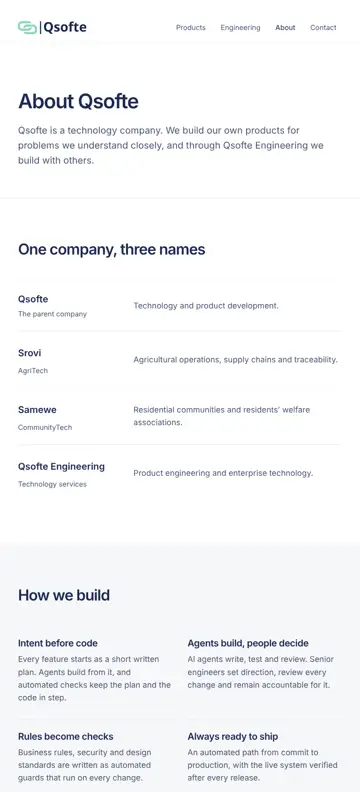 Qsofte
Products Engineering About Contact
About Qsofte
Qsofte is a technology company. We build our own products for
problems we understand closely, and through Qsofte Engineering we
build with others.
One company, three names
Qsofte
The parent company
Technology and product development.
Srovi
AgriTech
Agricultural operations, supply chains and traceability.
Samewe
CommunityTech
Residential communities and residents' welfare
associations.
Qsofte Engineering
Technology services
Product engineering and enterprise technology.
How we build
Intent before code
Every feature starts as a short written
plan. Agents build from it, and
automated checks keep the plan and the
code in step.
Agents build, people decide
AI agents write, test and review. Senior
engineers set direction, review every
change and remain accountable for it.
Rules become checks
Business rules, security and design
standards are written as automated
guards that run on every change.
Always ready to ship
An automated path from commit to
production, with the live system verified
after every release.